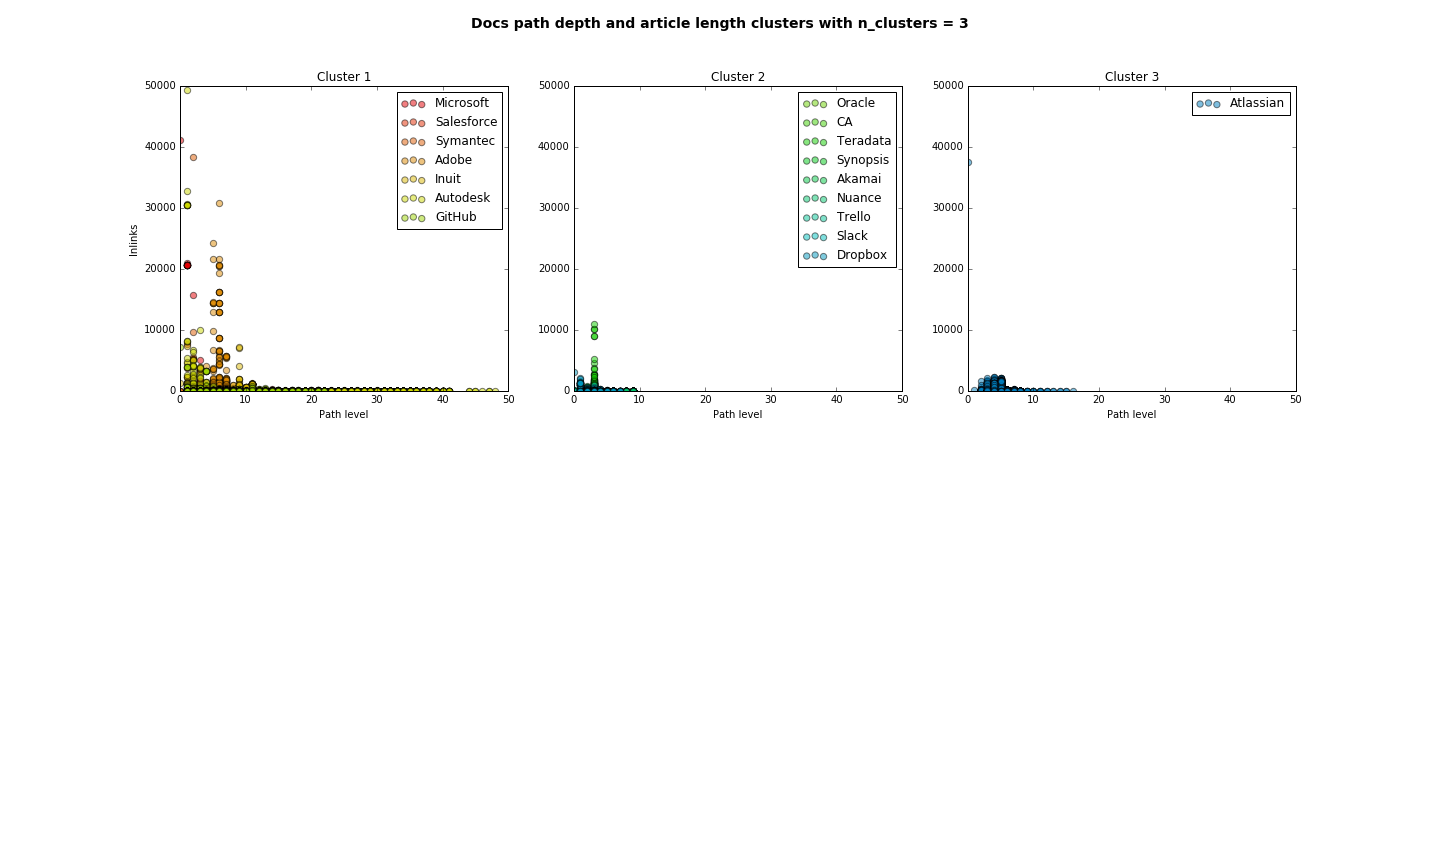 Docs path depth and article length clusters with n_clusters = 3
Cluster 1
50000
40000
30000
20000
10000
0
Inlinks
0 10 20 30 40 50
Path level
Microsoft
Salesforce
Symantec
Adobe
Inuit
Autodesk
GitHub
Cluster 2
50000
40000
30000
20000
10000
0
0 10 20 30 40 50
Path level
Oracle
CA
Teradata
Synopsis
Akamai
Nuance
Trello
Slack
Dropbox
Cluster 3
50000
40000
30000
20000
10000
0
0 10 20 30 40 50
Path level
Atlassian